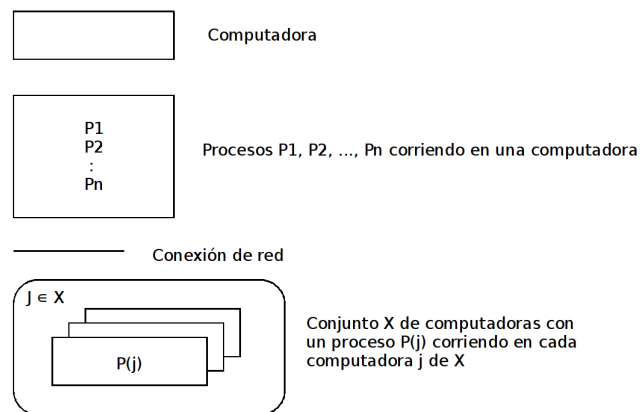 Computadora
P1
P2
:
Pn
Procesos P1, P2, ..., Pn corriendo en una computadora
Conexión de red
J ∈ X
P(j)
Conjunto X de computadoras con
un proceso P(j) corriendo en cada
computadora j de X